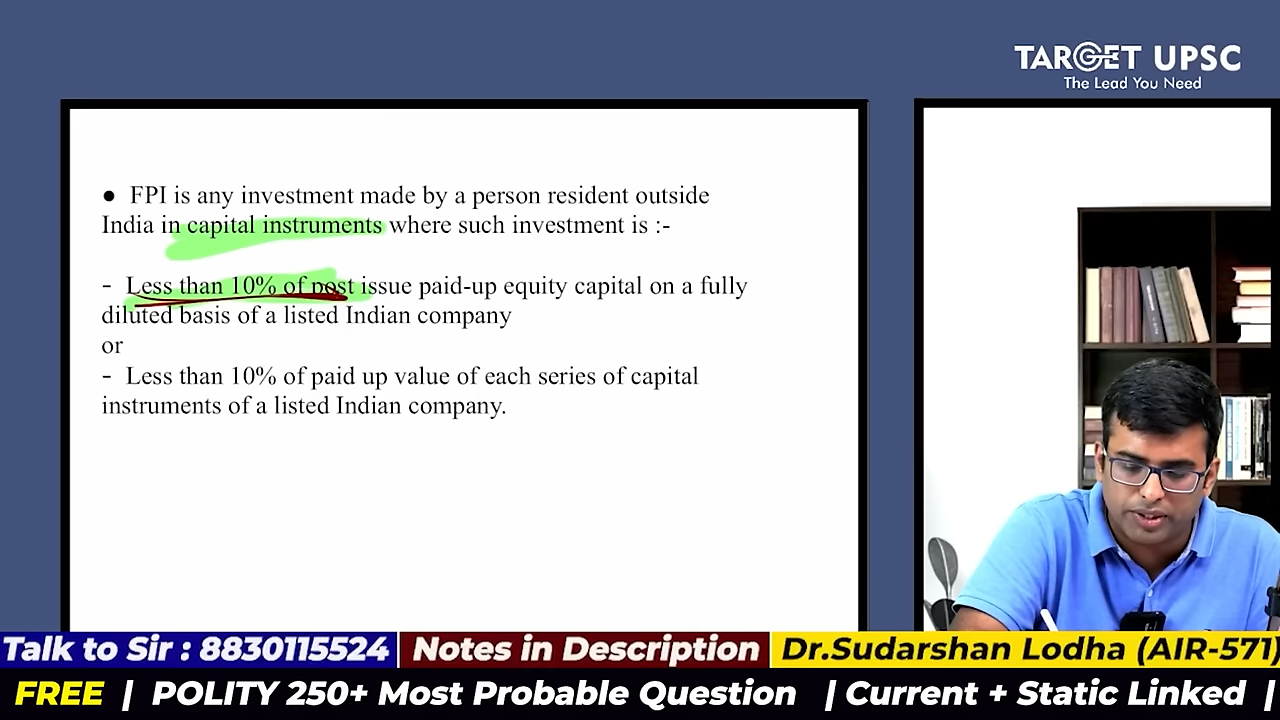 TARGET UPSC
The Lead You Need
● FPI is any investment made by a person resident outside
India in capital instruments where such investment is :-
- Less than 10% of post issue paid-up equity capital on a fully
diluted basis of a listed Indian company
or
- Less than 10% of paid up value of each series of capital
instruments of a listed Indian company.
Talk to Sir : 8830115524
Notes in Description
Dr.Sudarshan Lodha (AIR-571)
FREE | POLITY 250+ Most Probable Question | Current + Static Linked |